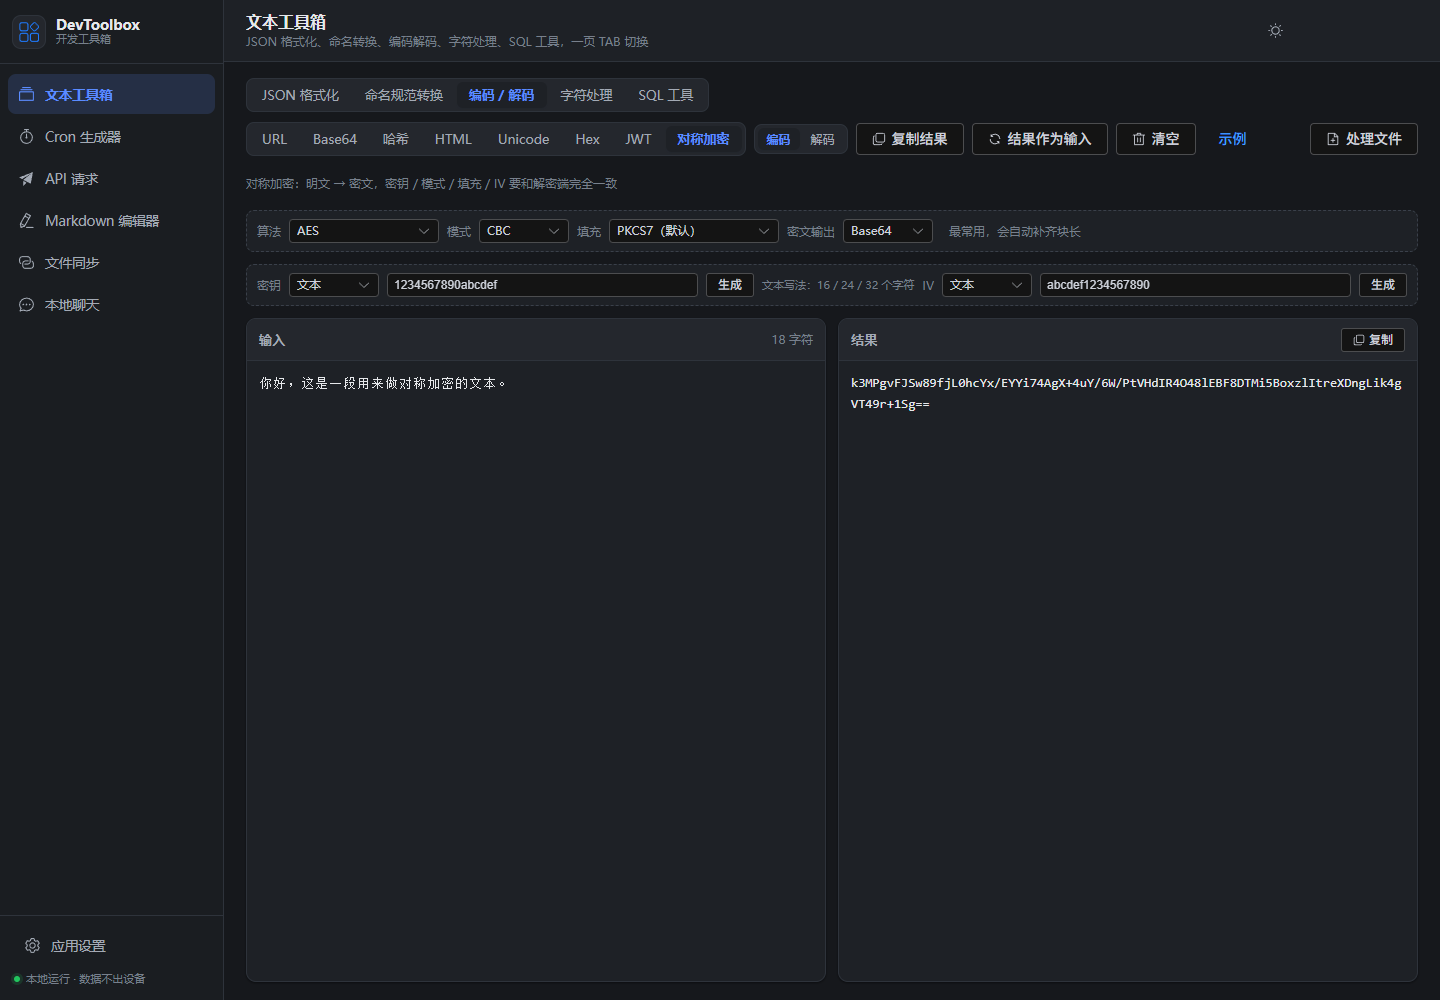 DevToolbox
开发工具箱
文本工具箱
Cron 生成器
API 请求
Markdown 编辑器
文件同步
本地聊天
应用设置
本地运行 · 数据不出设备
文本工具箱
JSON 格式化、命名转换、编码解码、字符处理、SQL 工具，一页 TAB 切换
JSON 格式化 命名规范转换 编码 / 解码 字符处理 SQL 工具
URL Base64 哈希 HTML Unicode Hex JWT 对称加密 编码 解码 复制结果 结果作为输入 清空 示例 处理文件
对称加密：明文 → 密文，密钥 / 模式 / 填充 / IV 要和解密端完全一致
算法 AES 模式 CBC 填充 PKCS7（默认） 密文输出 Base64 最常用，会自动补齐块长
密钥 文本 1234567890abcdef 生成 文本写法：16 / 24 / 32 个字符 IV 文本 abcdef1234567890 生成
输入 18 字符
你好，这是一段用来做对称加密的文本。
结果 复制
k3MPgvFJSw89fjL0hcYx/EYYi74AgX+4uY/6W/PtVHdIR4O48lEBF8DTMi5BoxzlItreXDngLik4g
VT49r+1Sg==